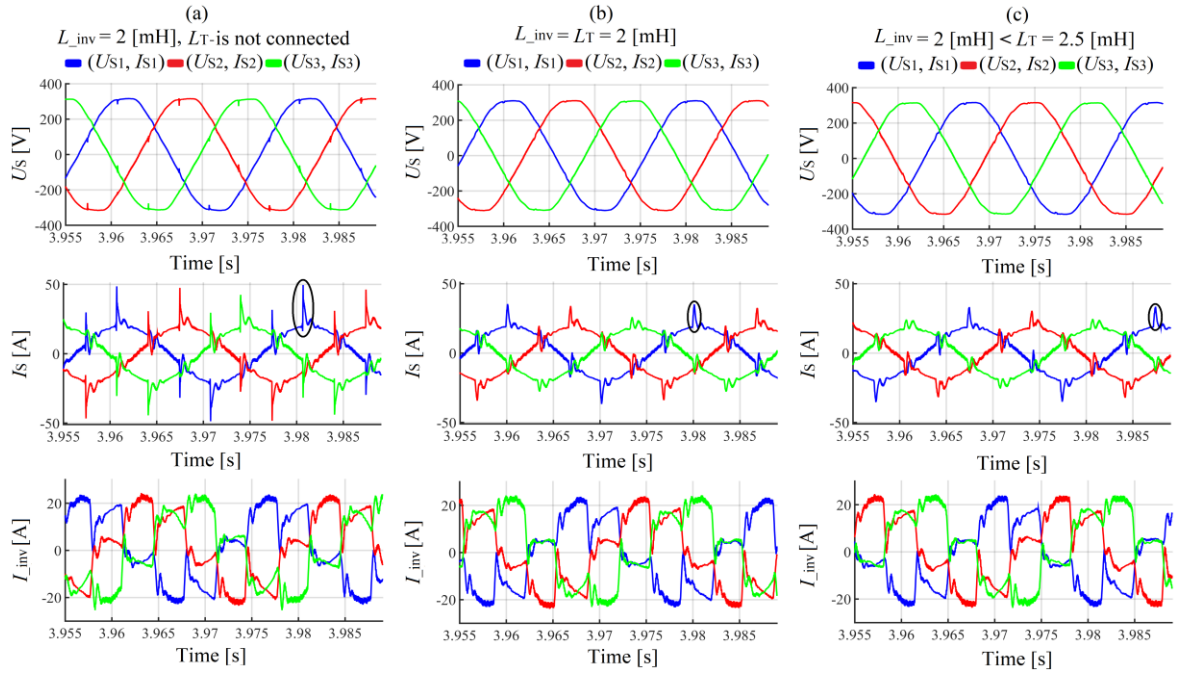 (a)
L_inv = 2 [mH], LT- is not connected
(US1, IS1) (US2, IS2) (US3, IS3)
400
200
0
-200
-400
US [V]
3.955 3.96 3.965 3.97 3.975 3.98 3.985
Time [s]
50
0
-50
IS [A]
3.955 3.96 3.965 3.97 3.975 3.98 3.985
Time [s]
20
0
-20
I_inv [A]
3.955 3.96 3.965 3.97 3.975 3.98 3.985
Time [s]
(b)
L_inv = LT = 2 [mH]
(US1, IS1) (US2, IS2) (US3, IS3)
400
200
0
-200
-400
US [V]
3.955 3.96 3.965 3.97 3.975 3.98 3.985
Time [s]
50
0
-50
IS [A]
3.955 3.96 3.965 3.97 3.975 3.98 3.985
Time [s]
20
0
-20
I_inv [A]
3.955 3.96 3.965 3.97 3.975 3.98 3.985
Time [s]
(c)
L_inv = 2 [mH] < LT = 2.5 [mH]
(US1, IS1) (US2, IS2) (US3, IS3)
400
200
0
-200
-400
US [V]
3.955 3.96 3.965 3.97 3.975 3.98 3.985
Time [s]
50
0
-50
IS [A]
3.955 3.96 3.965 3.97 3.975 3.98 3.985
Time [s]
20
0
-20
I_inv [A]
3.955 3.96 3.965 3.97 3.975 3.98 3.985
Time [s]